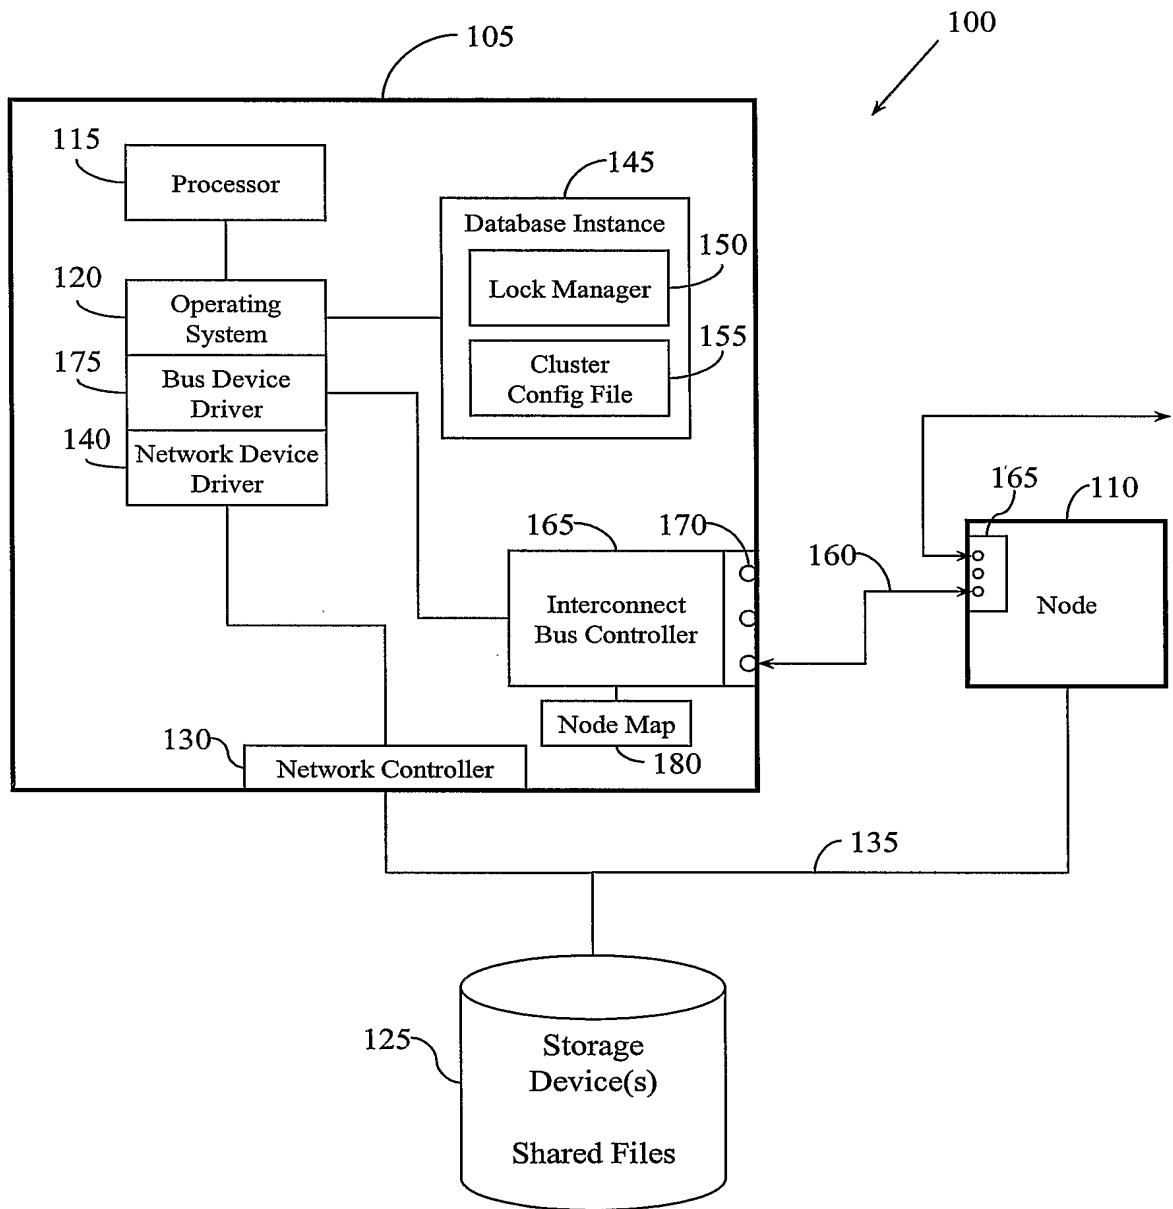 105
100
115
Processor
145
Database Instance
150
Lock Manager
120
Operating
System
155
Cluster
Config File
175
Bus Device
Driver
140
Network Device
Driver
165
170
Interconnect
Bus Controller
160
165
110
Node
Node Map
180
130
Network Controller
135
125
Storage
Device(s)
Shared Files